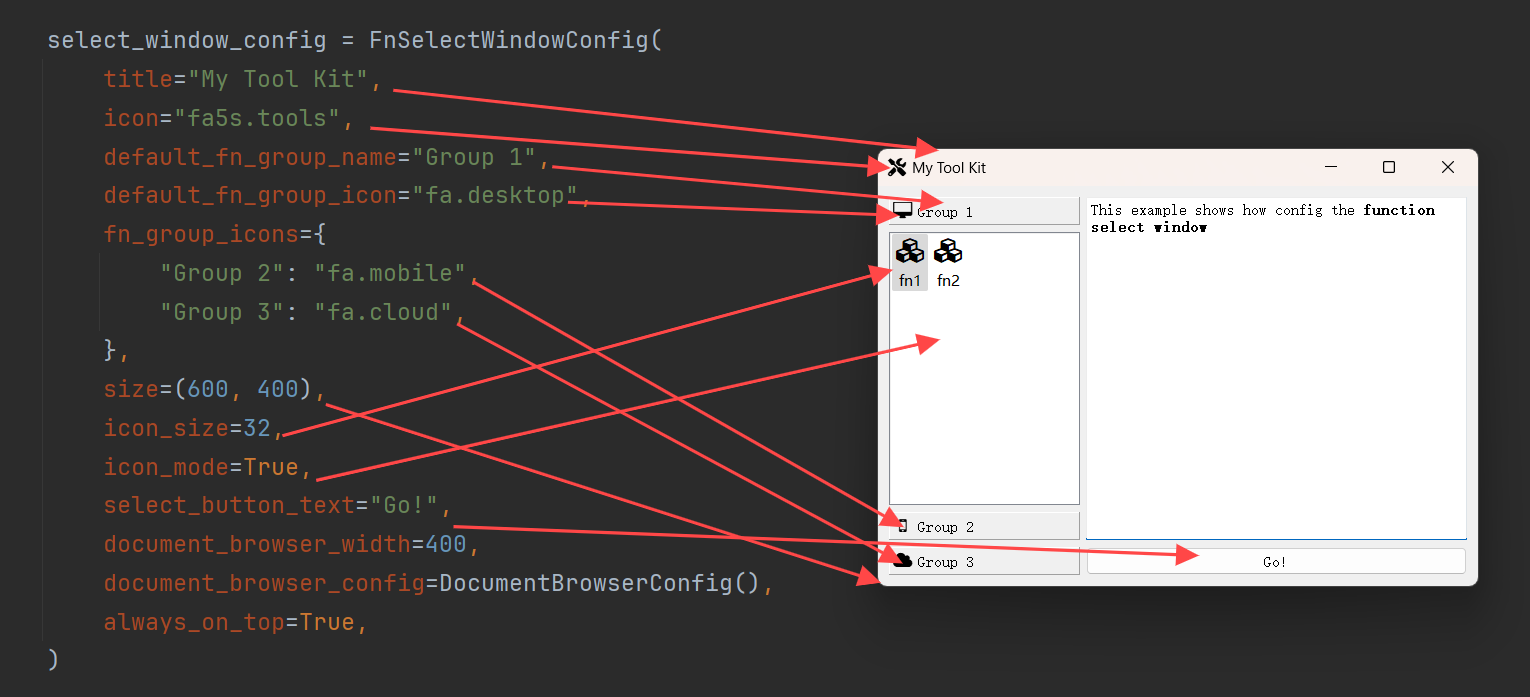 select_window_config = FnSelectWindowConfig(
title="My Tool Kit",
icon="fa5s.tools",
default_fn_group_name="Group 1",
default_fn_group_icon="fa.desktop",
fn_group_icons={
"Group 2": "fa.mobile",
"Group 3": "fa.cloud",
},
size=(600, 400),
icon_size=32,
icon_mode=True,
select_button_text="Go!",
document_browser_width=400,
document_browser_config=DocumentBrowserConfig(),
always_on_top=True,
)
My Tool Kit
Group 1
fn1 fn2
Group 2
Group 3
This example shows how config the function
select window
Go!